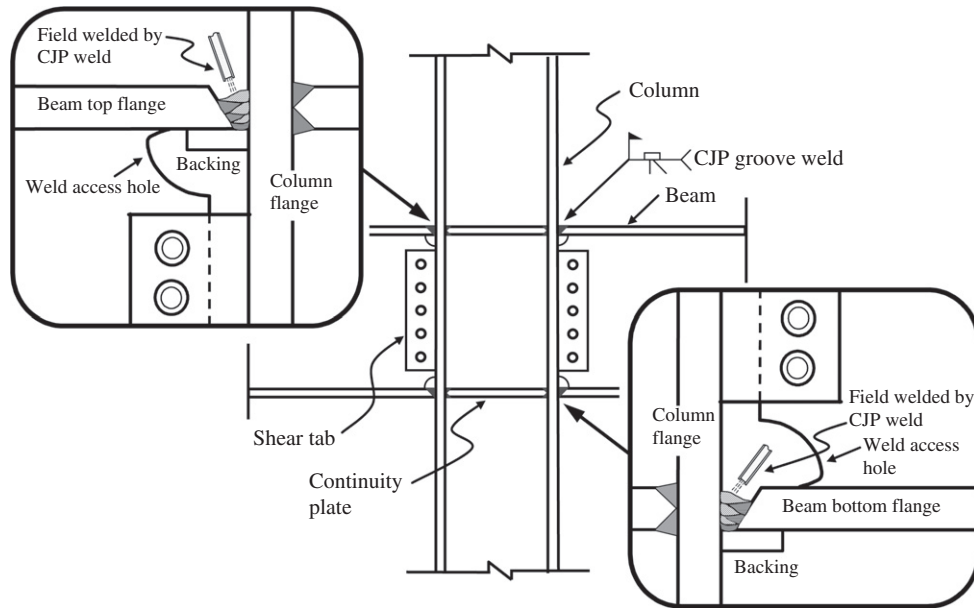 Field welded by
CJP weld
Beam top flange
Backing
Weld access hole
Column
flange
Column
CJP groove weld
Beam
Shear tab
Continuity
plate
Column
flange
Field welded by
CJP weld
Weld access
hole
Beam bottom flange
Backing